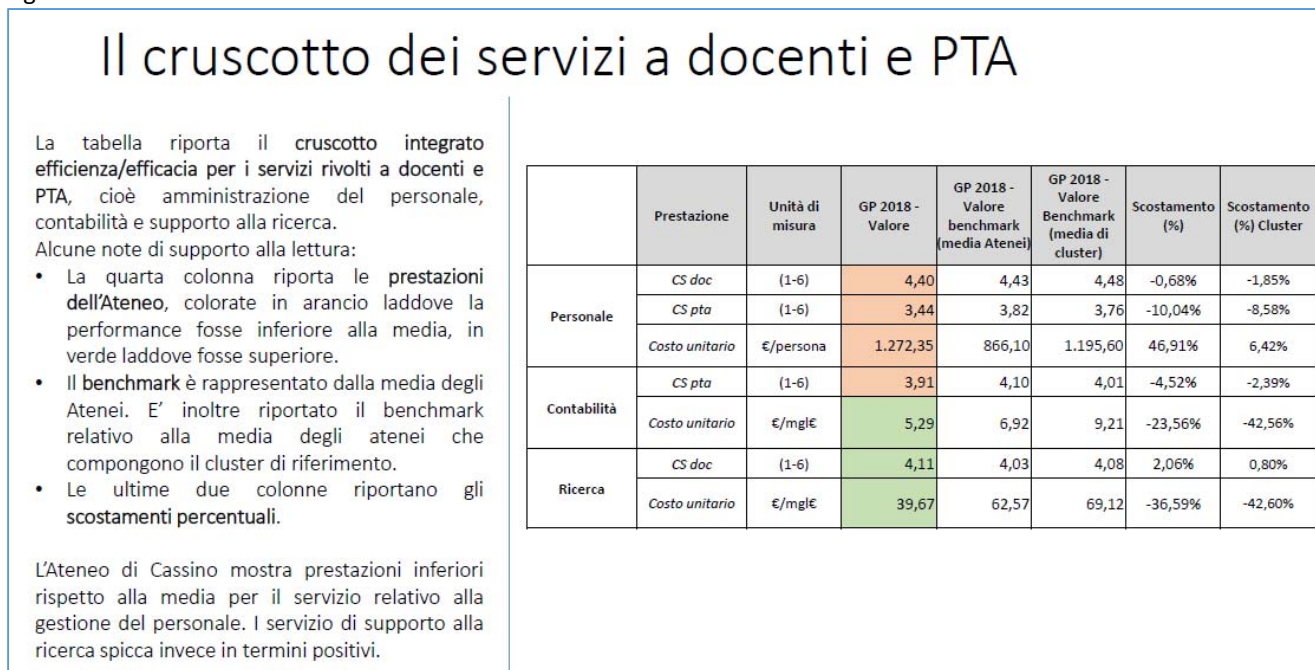 Il cruscotto dei servizi a docenti e PTA
La tabella riporta il cruscotto integrato
efficienza/efficacia per i servizi rivolti a docenti e
PTA, cioè amministrazione del personale,
contabilità e supporto alla ricerca.
Alcune note di supporto alla lettura:
• La quarta colonna riporta le prestazioni
dell'Ateneo, colorate in arancio laddove la
performance fosse inferiore alla media, in
verde laddove fosse superiore.
• Il benchmark è rappresentato dalla media degli
Atenei. E' inoltre riportato il benchmark
relativo alla media degli atenei che
compongono il cluster di riferimento.
• Le ultime due colonne riportano gli
scostamenti percentuali.
L'Ateneo di Cassino mostra prestazioni inferiori
rispetto alla media per il servizio relativo alla
gestione del personale. I servizio di supporto alla
ricerca spicca invece in termini positivi.
Prestazione Unità di misura GP 2018 - Valore GP 2018 - Valore benchmark (media Atenei) GP 2018 - Valore Benchmark (media di cluster) Scostamento (%) Scostamento (%) Cluster
Personale CS doc (1-6) 4,40 4,43 4,48 -0,68% -1,85%
CS pta (1-6) 3,44 3,82 3,76 -10,04% -8,58%
Costo unitario €/persona 1.272,35 866,10 1.195,60 46,91% 6,42%
Contabilità CS pta (1-6) 3,91 4,10 4,01 -4,52% -2,39%
Costo unitario €/mgl€ 5,29 6,92 9,21 -23,56% -42,56%
Ricerca CS doc (1-6) 4,11 4,03 4,08 2,06% 0,80%
Costo unitario €/mgl€ 39,67 62,57 69,12 -36,59% -42,60%